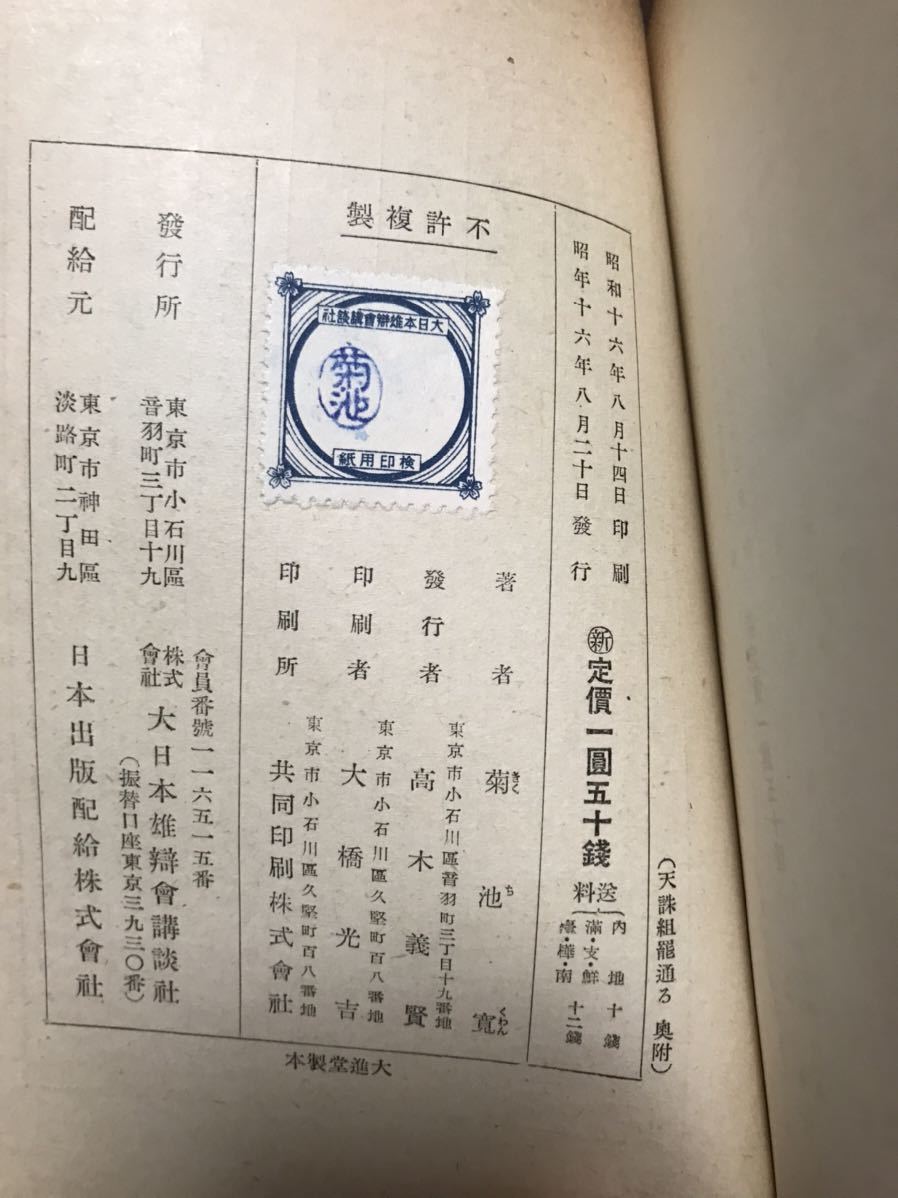 (天誅組罷通る 奥附)
昭和十六年八月十四日印刷
昭年十六年八月二十日發行
新 定價一圓五十錢
送料
內地十錢
滿・支・鮮
臺・樺・南
十二錢
不許複製
大日本雄辯會講談社
菊池
檢印用紙
著者 菊池寬
きく ち くわん
東京市小石川區音羽町三丁目十九番地
發行者 高木義賢
東京市小石川區久堅町百八番地
印刷者 大橋光吉
東京市小石川區久堅町百八番地
印刷所 共同印刷株式會社
發行所
東京市小石川區
音羽町三丁目十九
會員番號一一六五一五番
株式會社 大日本雄辯會講談社
(振替口座東京三九三〇番)
配給元
東京市神田區
淡路町二丁目九
日本出版配給株式會社
大進堂製本